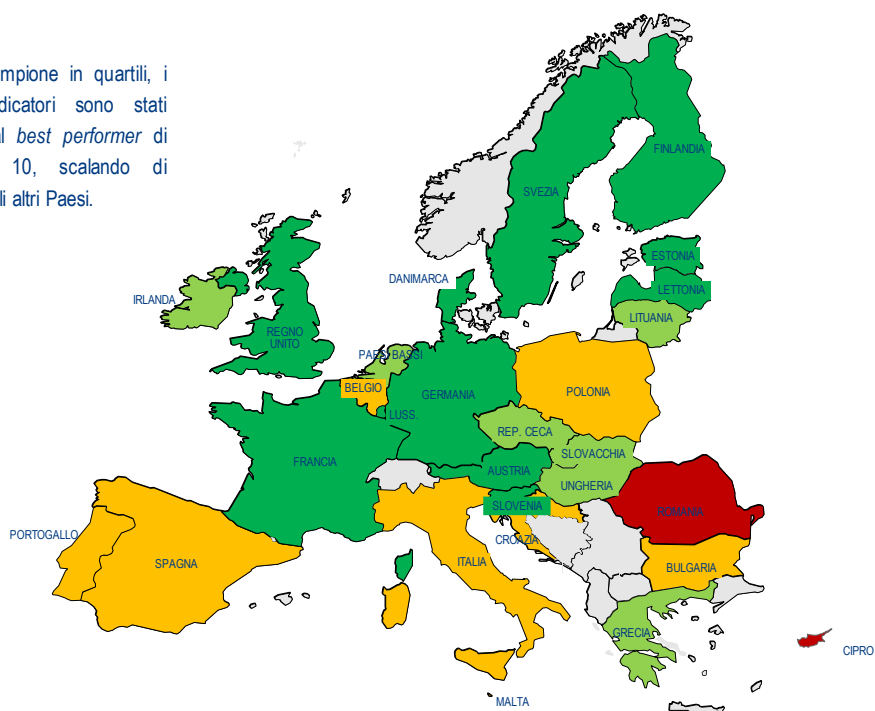 mpione in quartili, i
dicatori sono stati
al best performer di
10, scalando di
li altri Paesi.
FINLANDIA
SVEZIA
ESTONIA
DANIMARCA
LETTONIA
IRLANDA
LITUANIA
REGNO
UNITO
PAESI BASSI
BELGIO
GERMANIA
POLONIA
LUSS.
REP. CECA
SLOVACCHIA
FRANCIA
AUSTRIA
UNGHERIA
SLOVENIA
ROMANIA
PORTOGALLO
CROAZIA
SPAGNA
ITALIA
BULGARIA
GRECIA
CIPRO
MALTA